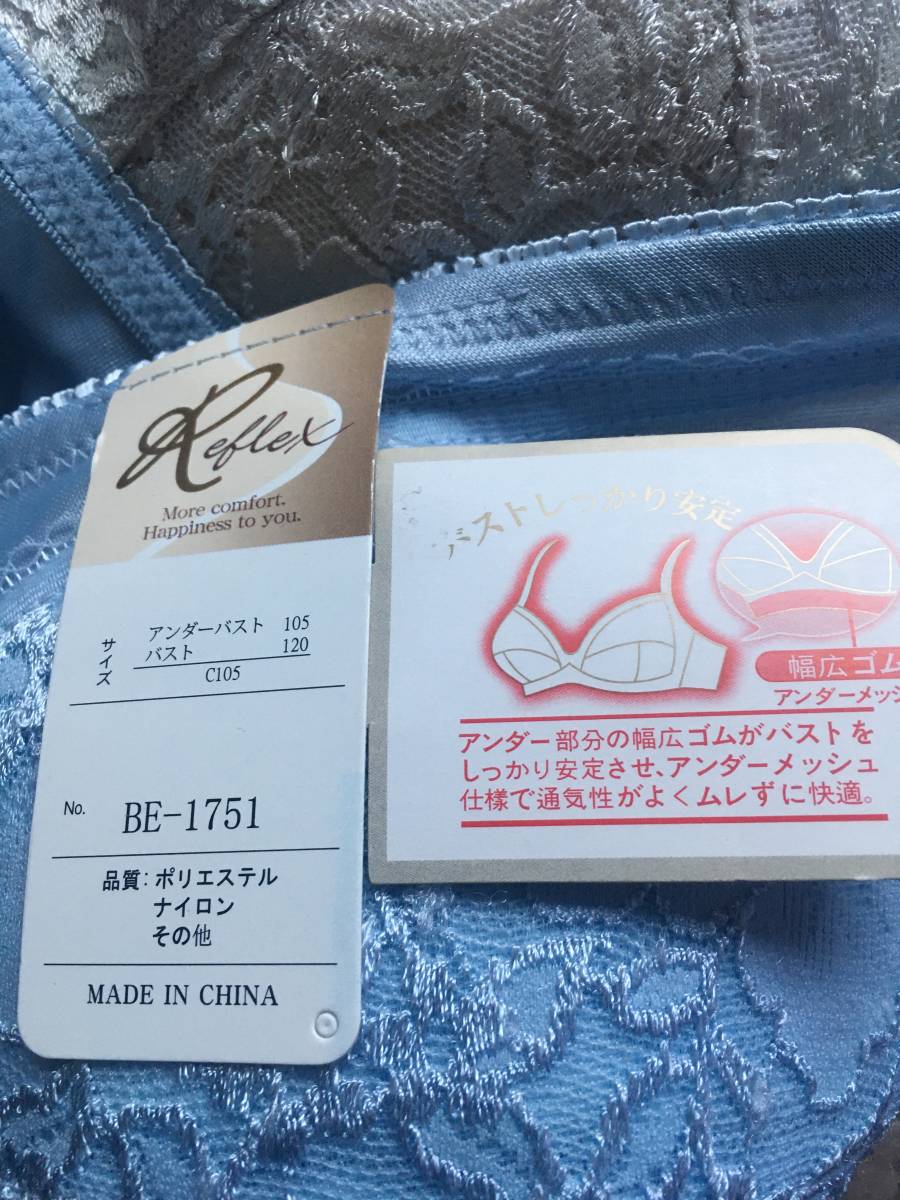 Reflex
More comfort.
Happiness to you.
サイズ
アンダーバスト 105
バスト 120
C105
No. BE-1751
品質: ポリエステル
ナイロン
その他
MADE IN CHINA
バストしっかり安定
幅広ゴム
アンダーメッシ
アンダー部分の幅広ゴムがバストを
しっかり安定させ、アンダーメッシュ
仕様で通気性がよくムレずに快適。